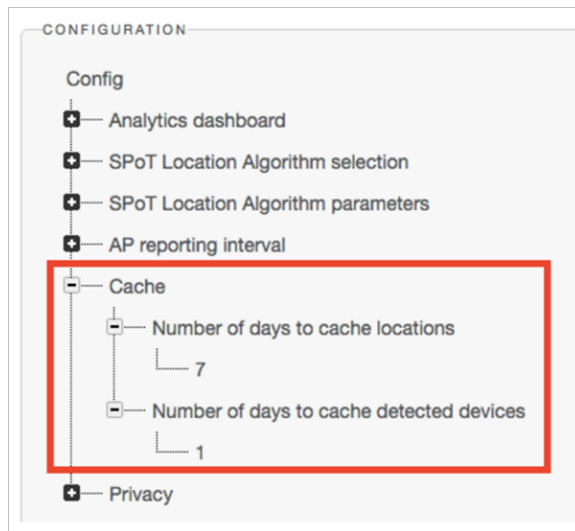 CONFIGURATION
Config
Analytics dashboard
SPoT Location Algorithm selection
SPoT Location Algorithm parameters
AP reporting interval
Cache
Number of days to cache locations
7
Number of days to cache detected devices
1
Privacy